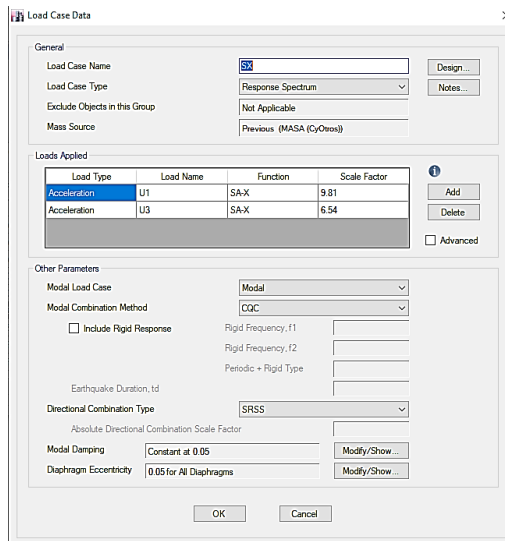 Load Case Data
General
Load Case Name SX Design...
Load Case Type Response Spectrum Notes...
Exclude Objects in this Group Not Applicable
Mass Source Previous (MASA (CyOtros))
Loads Applied
Load Type Load Name Function Scale Factor
Acceleration U1 SA-X 9.81 Add
Acceleration U3 SA-X 6.54 Delete
Advanced
Other Parameters
Modal Load Case Modal
Modal Combination Method CQC
Include Rigid Response Rigid Frequency, f1
Rigid Frequency, f2
Periodic + Rigid Type
Earthquake Duration, td
Directional Combination Type SRSS
Absolute Directional Combination Scale Factor
Modal Damping Constant at 0.05 Modify/Show...
Diaphragm Eccentricity 0.05 for All Diaphragms Modify/Show...
OK Cancel